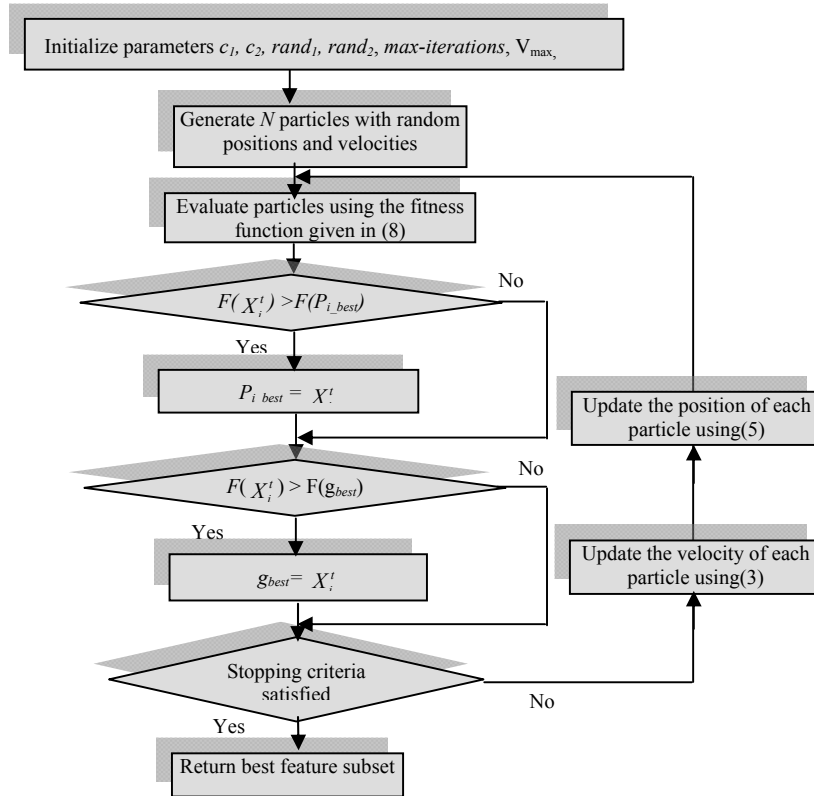 Initialize parameters c1, c2, rand1, rand2, max-iterations, Vmax,
Generate N particles with random
positions and velocities
Evaluate particles using the fitness
function given in (8)
No
F( X_i^t ) >F(P_i_best)
Yes
P_i best = X^t
Update the position of each
particle using(5)
No
F( X_i^t ) > F(g_best)
Yes
Update the velocity of each
particle using(3)
g_best= X_i^t
Stopping criteria
satisfied
No
Yes
Return best feature subset